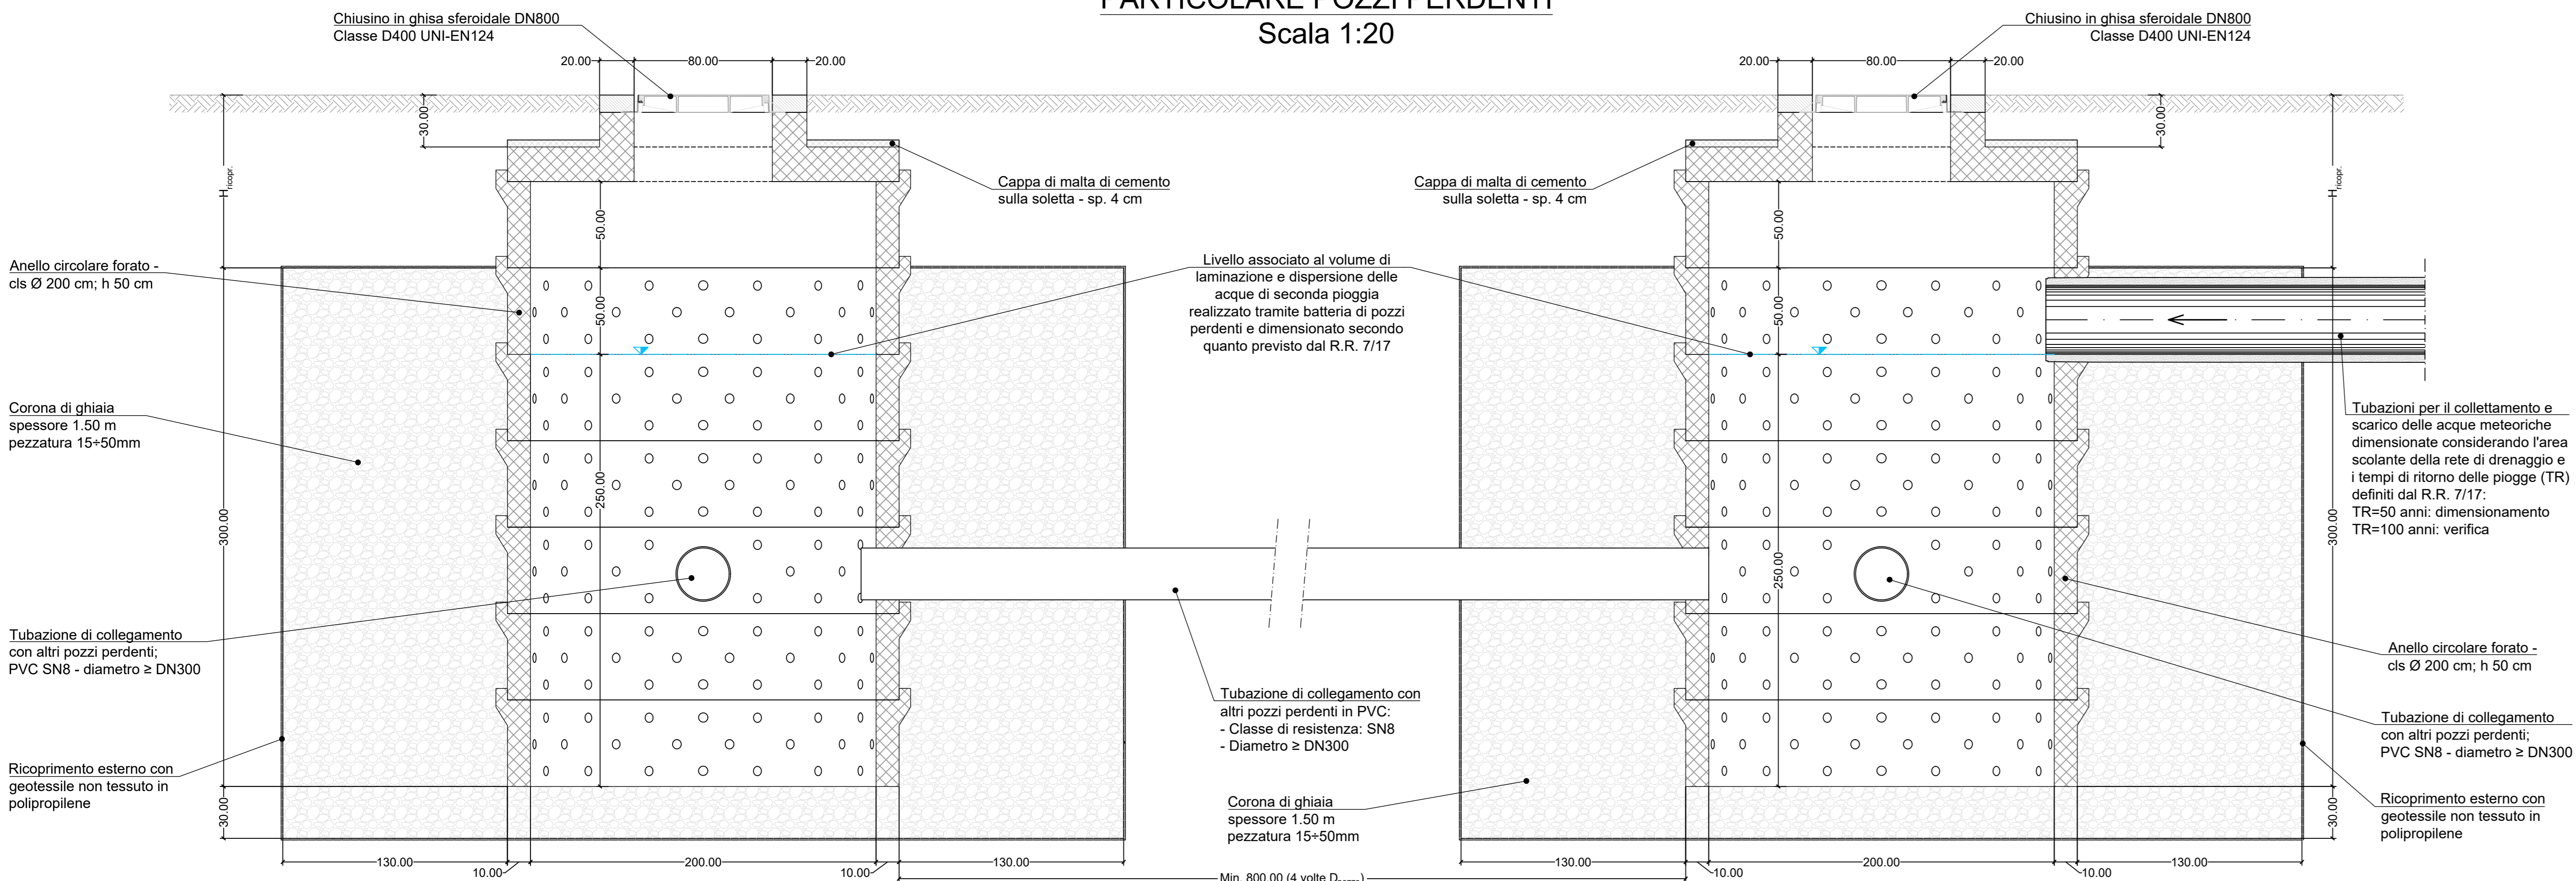 PARTICOLARE POZZI PERDENTI
Scala 1:20
Chiusino in ghisa sferoidale DN800
Classe D400 UNI-EN124
Chiusino in ghisa sferoidale DN800
Classe D400 UNI-EN124
20.00
80.00
20.00
20.00
80.00
20.00
30.00
30.00
H ricopr.
H ricopr.
Cappa di malta di cemento
sulla soletta - sp. 4 cm
Cappa di malta di cemento
sulla soletta - sp. 4 cm
50.00
50.00
Anello circolare forato -
cls Ø 200 cm; h 50 cm
Livello associato al volume di
laminazione e dispersione delle
acque di seconda pioggia
realizzato tramite batteria di pozzi
perdenti e dimensionato secondo
quanto previsto dal R.R. 7/17
50.00
50.00
Corona di ghiaia
spessore 1.50 m
pezzatura 15÷50mm
Tubazioni per il collettamento e
scarico delle acque meteoriche
dimensionate considerando l'area
scolante della rete di drenaggio e
i tempi di ritorno delle piogge (TR)
definiti dal R.R. 7/17:
TR=50 anni: dimensionamento
TR=100 anni: verifica
250.00
300.00
250.00
300.00
Tubazione di collegamento
con altri pozzi perdenti;
PVC SN8 - diametro ≥ DN300
Anello circolare forato -
cls Ø 200 cm; h 50 cm
Tubazione di collegamento con
altri pozzi perdenti in PVC:
- Classe di resistenza: SN8
- Diametro ≥ DN300
Tubazione di collegamento
con altri pozzi perdenti;
PVC SN8 - diametro ≥ DN300
Ricoprimento esterno con
geotessile non tessuto in
polipropilene
Corona di ghiaia
spessore 1.50 m
pezzatura 15÷50mm
Ricoprimento esterno con
geotessile non tessuto in
polipropilene
30.00
30.00
130.00
10.00
200.00
10.00
130.00
130.00
10.00
200.00
10.00
130.00
Min. 800.00 (4 volte D pozzo)